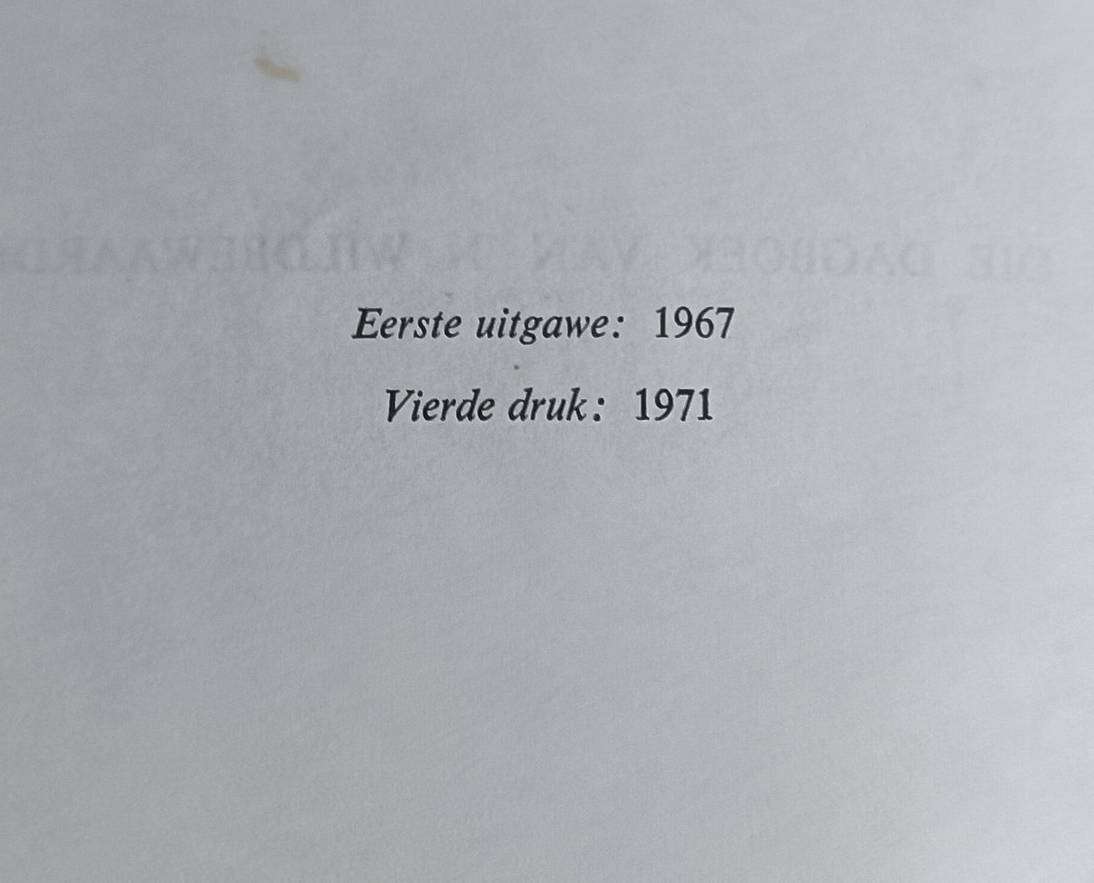 Eerste uitgawe: 1967
Vierde druk: 1971